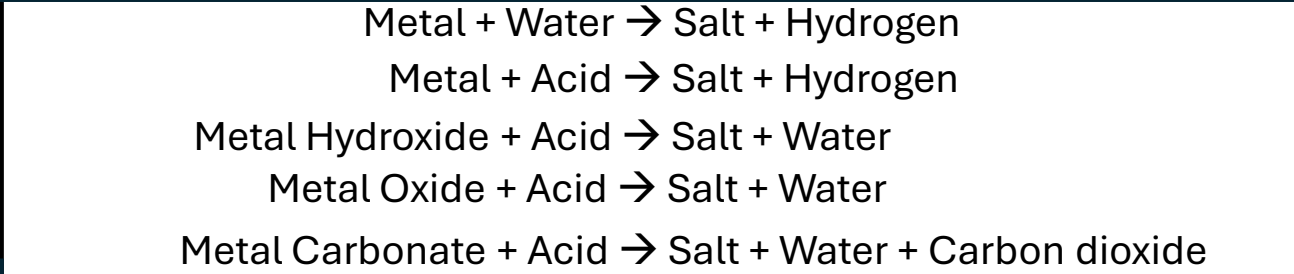 Metal + Water → Salt + Hydrogen
Metal + Acid → Salt + Hydrogen
Metal Hydroxide + Acid → Salt + Water
Metal Oxide + Acid → Salt + Water
Metal Carbonate + Acid → Salt + Water + Carbon dioxide